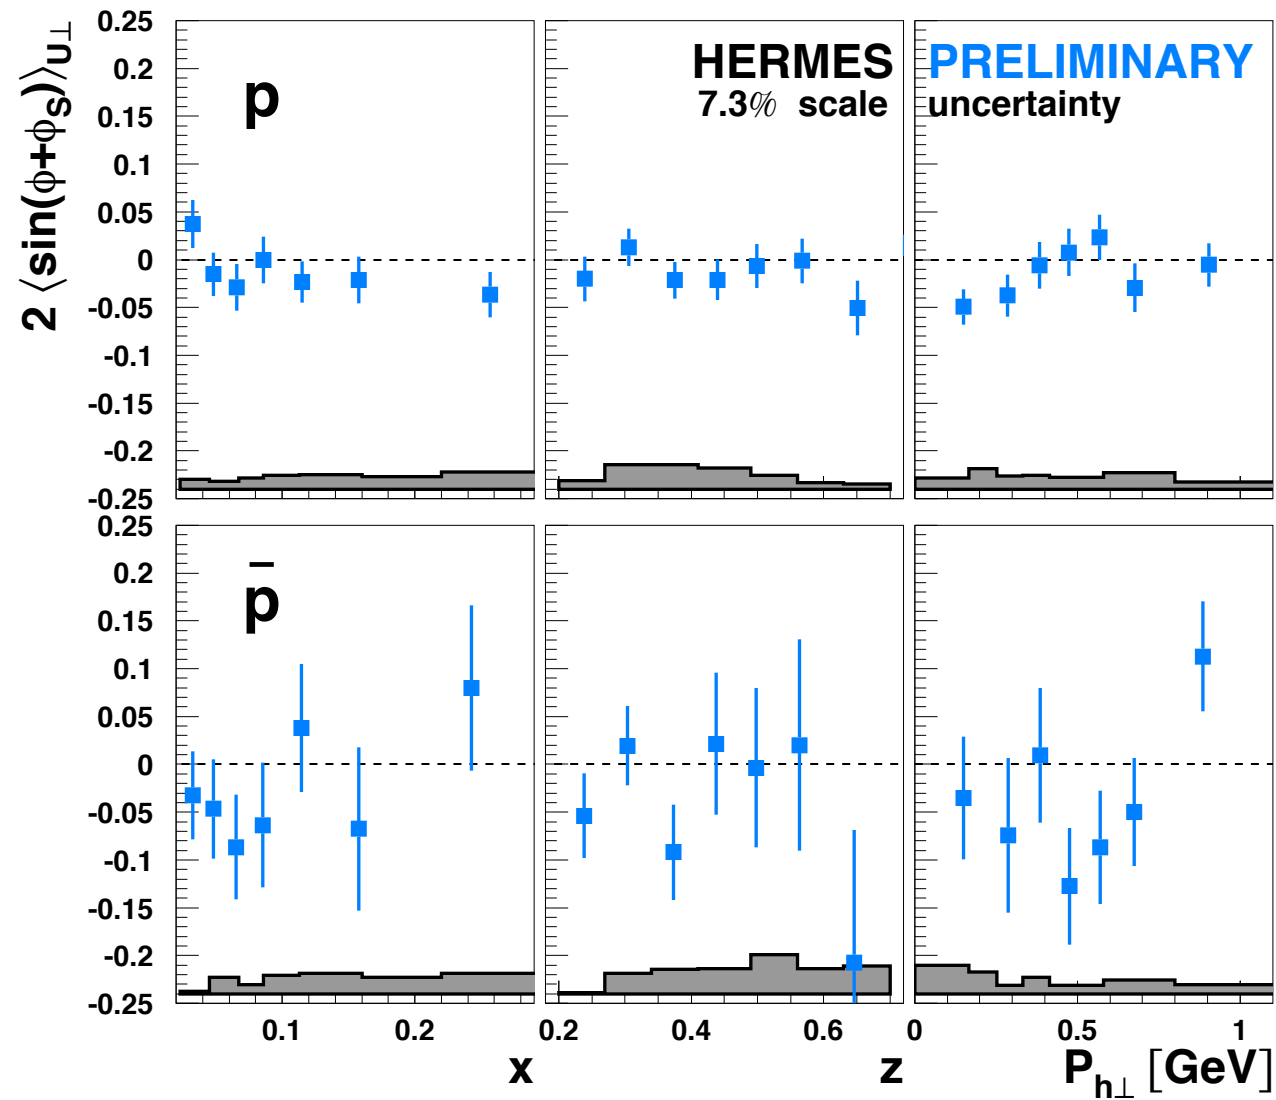 2 ⟨sin(ϕ+ϕS)⟩U⊥
0.25
0.2
0.15
0.1
0.05
0
-0.05
-0.1
-0.15
-0.2
-0.25
p
HERMES PRELIMINARY
7.3% scale uncertainty
0.25
0.2
0.15
0.1
0.05
0
-0.05
-0.1
-0.15
-0.2
-0.25
p̄
0.1 0.2
0.2 0.4 0.6
0 0.5 1
x
z
Ph⊥ [GeV]